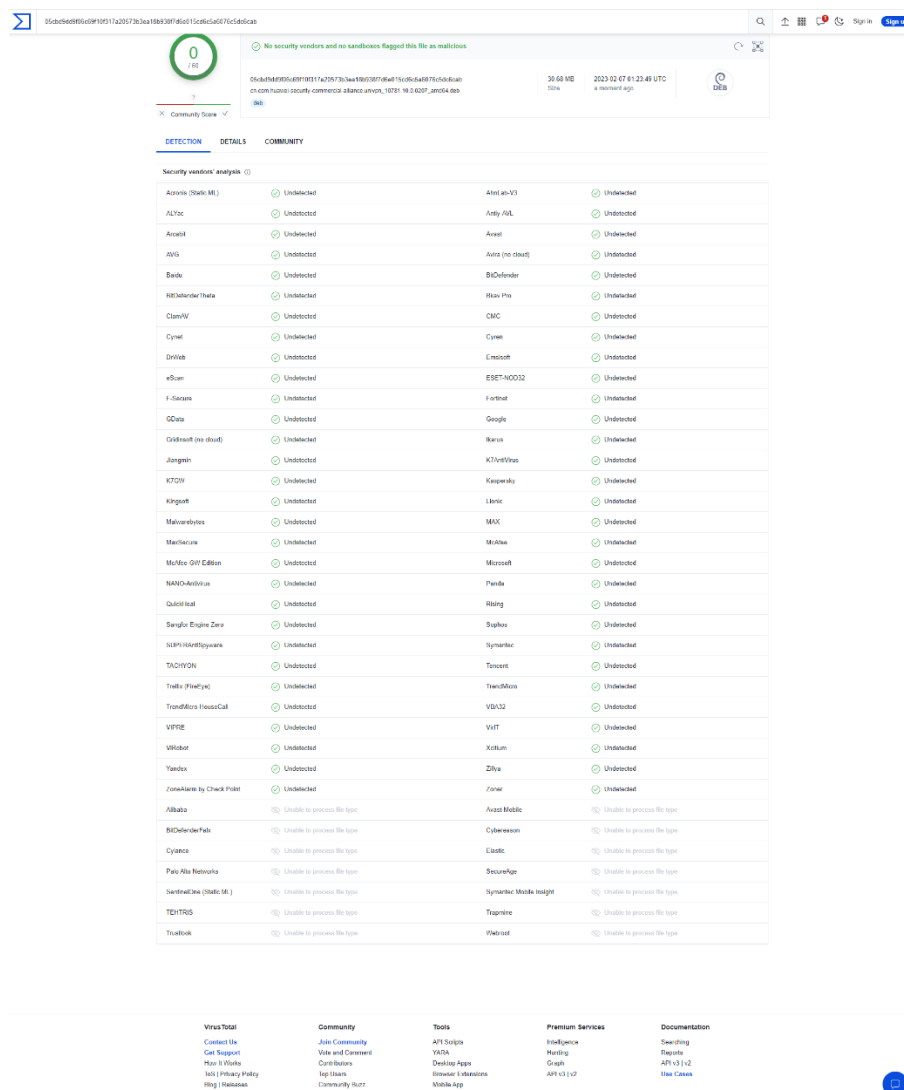 Sign in
Sign u
0
/ 60
No security vendors and no sandboxes flagged this file as malicious
30.60 MB
Size
2023-02-07 01:23:49 UTC
a moment ago
DEB
deb
Community Score
DETECTION DETAILS COMMUNITY
Security vendors' analysis
Acronis (Static ML) Undetected AhnLab-V3 Undetected
ALYac Undetected Antiy-AVL Undetected
Arcabit Undetected Avast Undetected
AVG Undetected Avira (no cloud) Undetected
Baidu Undetected BitDefender Undetected
BitDefenderTheta Undetected Bkav Pro Undetected
ClamAV Undetected CMC Undetected
Cynet Undetected Cyren Undetected
DrWeb Undetected Emsisoft Undetected
eScan Undetected ESET-NOD32 Undetected
F-Secure Undetected Fortinet Undetected
GData Undetected Google Undetected
Gridinsoft (no cloud) Undetected Ikarus Undetected
Jiangmin Undetected K7AntiVirus Undetected
K7GW Undetected Kaspersky Undetected
Kingsoft Undetected Lionic Undetected
Malwarebytes Undetected MAX Undetected
MaxSecure Undetected McAfee Undetected
McAfee-GW-Edition Undetected Microsoft Undetected
NANO-Antivirus Undetected Panda Undetected
QuickHeal Undetected Rising Undetected
Sangfor Engine Zero Undetected Sophos Undetected
SUPERAntiSpyware Undetected Symantec Undetected
TACHYON Undetected Tencent Undetected
Trellix (FireEye) Undetected TrendMicro Undetected
TrendMicro-HouseCall Undetected VBA32 Undetected
VIPRE Undetected VirIT Undetected
ViRobot Undetected Xcitium Undetected
Yandex Undetected Zillya Undetected
ZoneAlarm by Check Point Undetected Zoner Undetected
Alibaba Unable to process file type Avast-Mobile Unable to process file type
BitDefenderFalx Unable to process file type Cybereason Unable to process file type
Cylance Unable to process file type Elastic Unable to process file type
Palo Alto Networks Unable to process file type SecureAge Unable to process file type
SentinelOne (Static ML) Unable to process file type Symantec Mobile Insight Unable to process file type
TEHTRIS Unable to process file type Trapmine Unable to process file type
Trustlook Unable to process file type Webroot Unable to process file type
VirusTotal Community Tools Premium Services Documentation
Contact Us Join Community API Scripts Intelligence Searching
Get Support Vote and Comment YARA Hunting Reports
How It Works Contributors Desktop Apps Graph API v3 | v2
ToS | Privacy Policy Top Users Browser Extensions API v3 | v2 Use Cases
Blog | Releases Community Buzz Mobile App